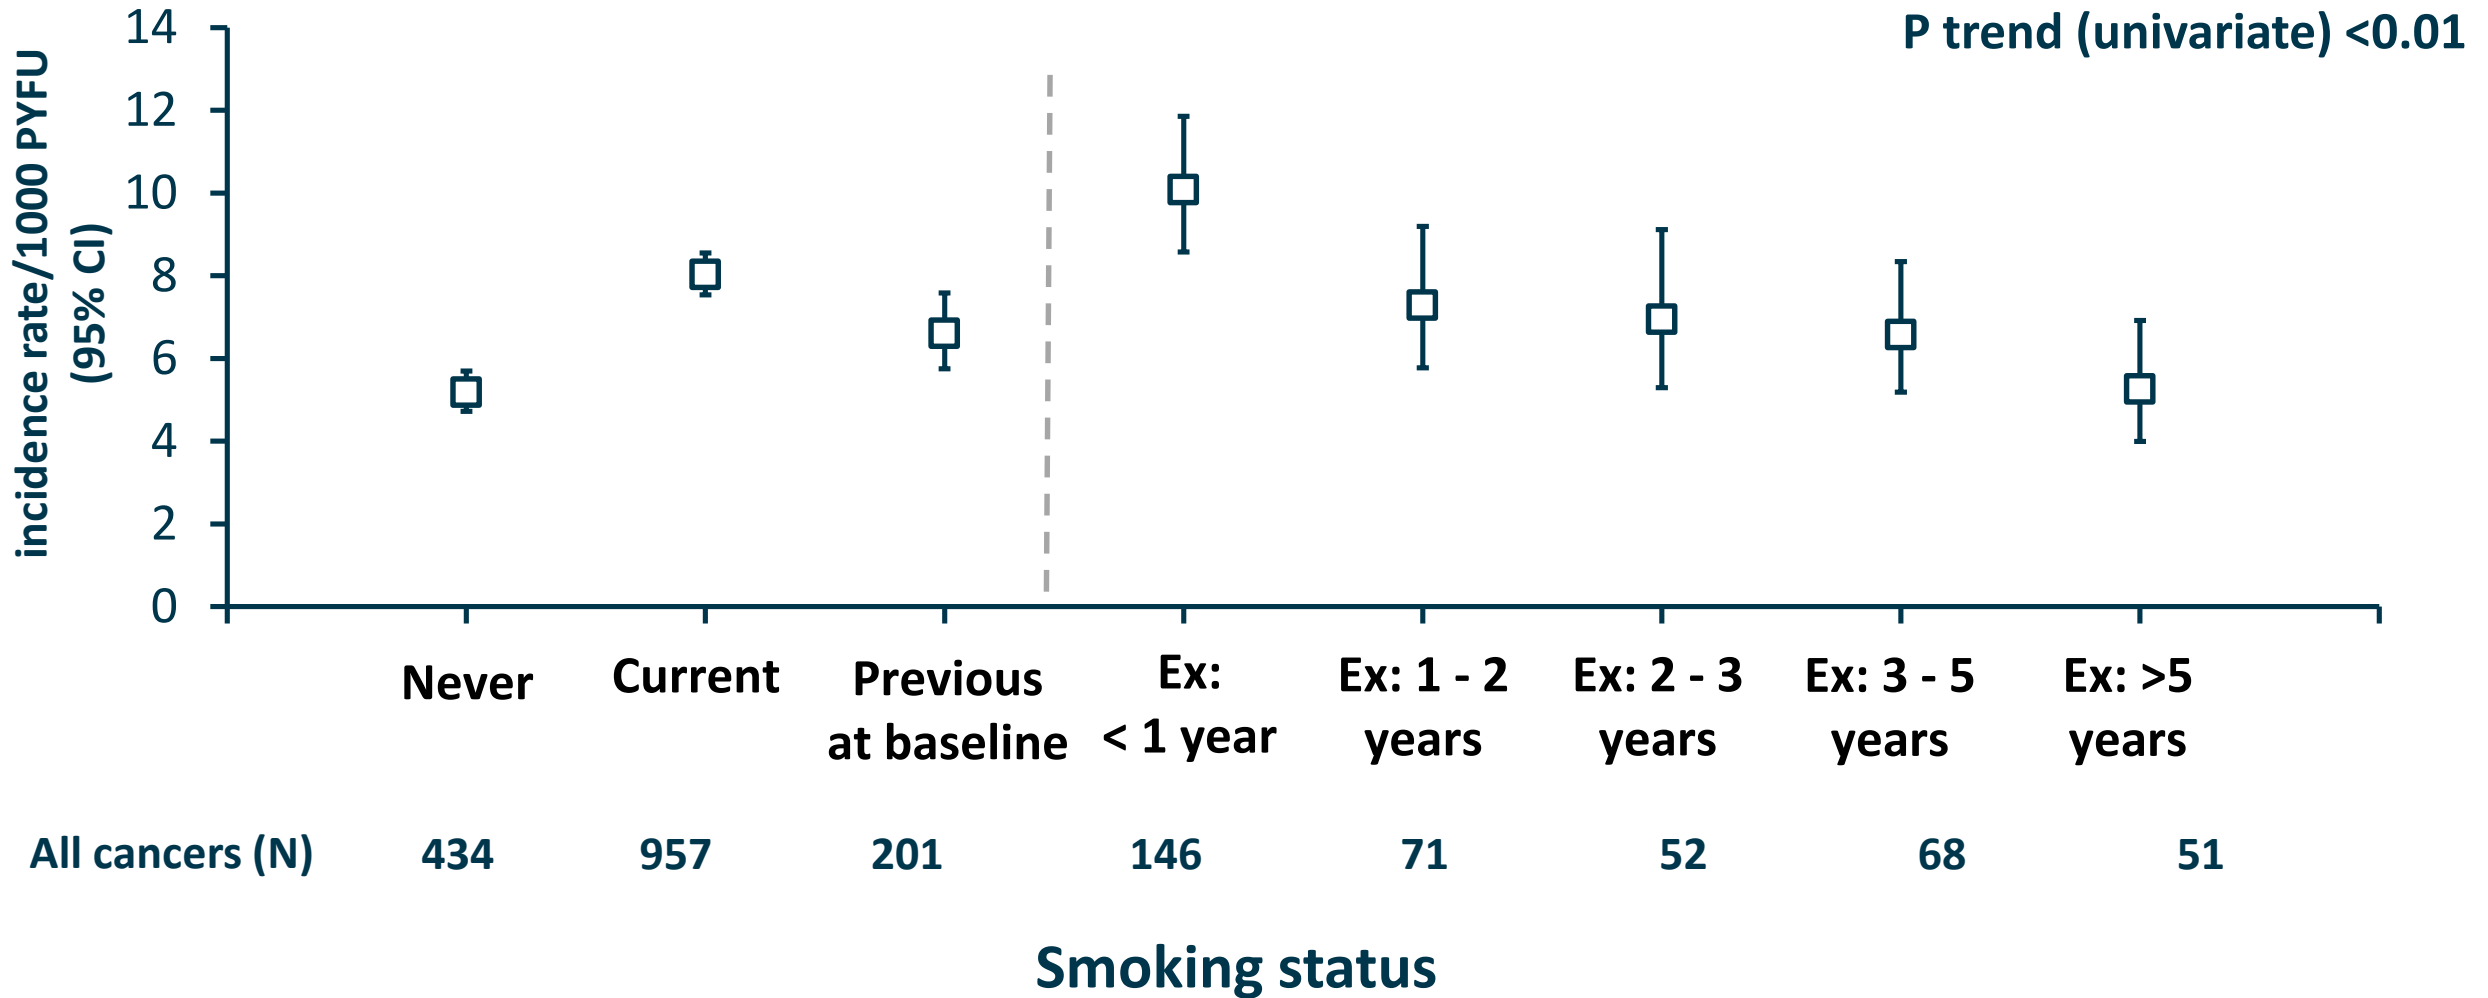 P trend (univariate) <0.01
incidence rate/1000 PYFU
(95% CI)
14
12
10
8
6
4
2
0
Never
Current
Previous
at baseline
Ex:
< 1 year
Ex: 1 - 2
years
Ex: 2 - 3
years
Ex: 3 - 5
years
Ex: >5
years
All cancers (N) 434 957 201 146 71 52 68 51
Smoking status